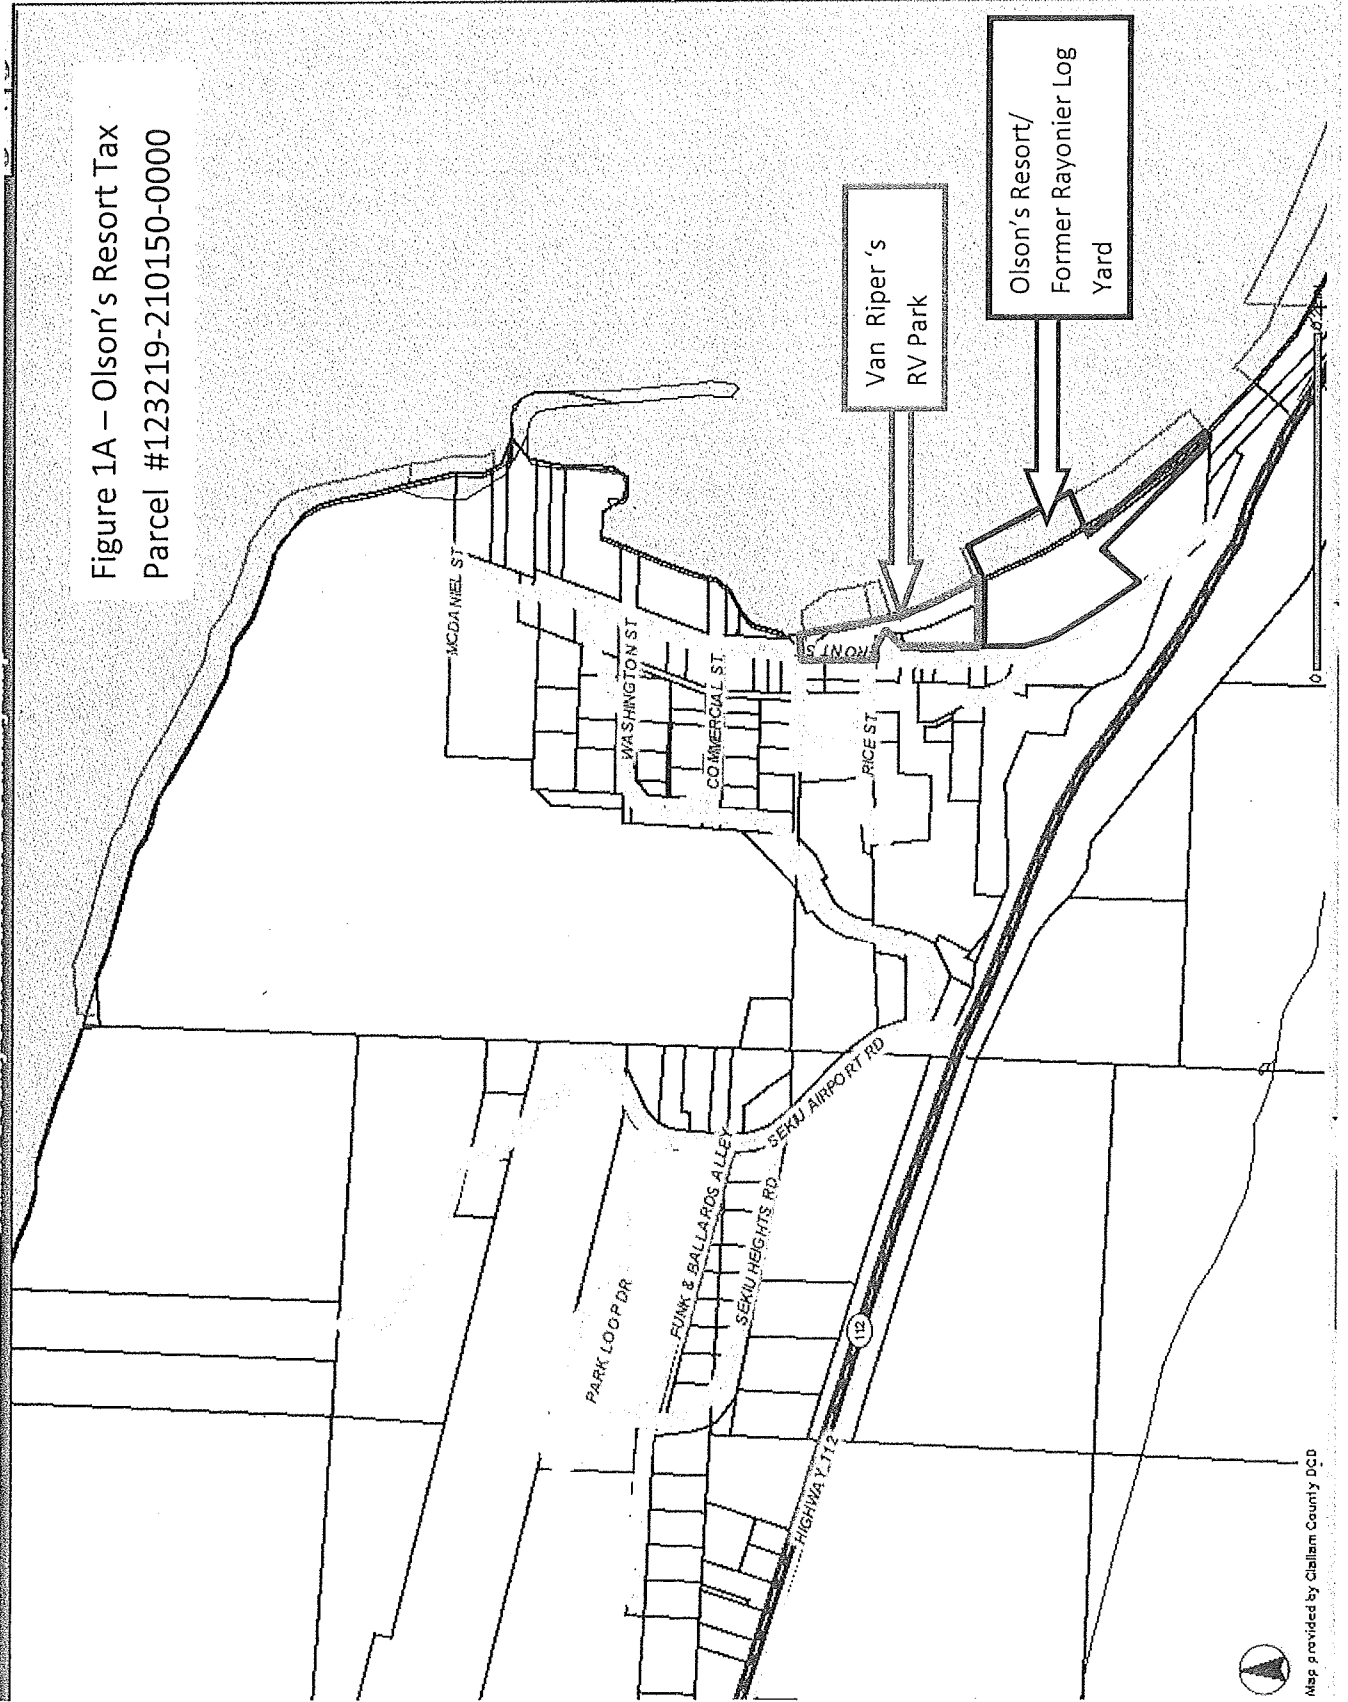 Figure 1A – Olson's Resort Tax
Parcel #123219-210150-0000
MCDANIEL ST
WASHINGTON ST
COMMERCIAL ST
FRONT S
RICE ST
Van Riper 's
RV Park
Olson's Resort/
Former Rayonier Log
Yard
SEKIU AIRPORT RD
FUNK & BALLARDS ALLEY
SEKIU HEIGHTS RD
PARK LOOP DR
112
HIGHWAY 112
0
Map provided by Clallam County DCD